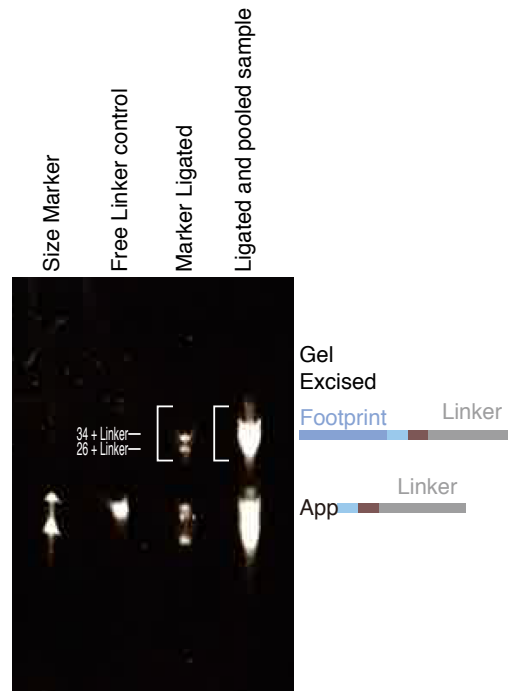 Size Marker
Free Linker control
Marker Ligated
Ligated and pooled sample
Gel
Excised
Footprint
Linker
34 + Linker
26 + Linker
Linker
App